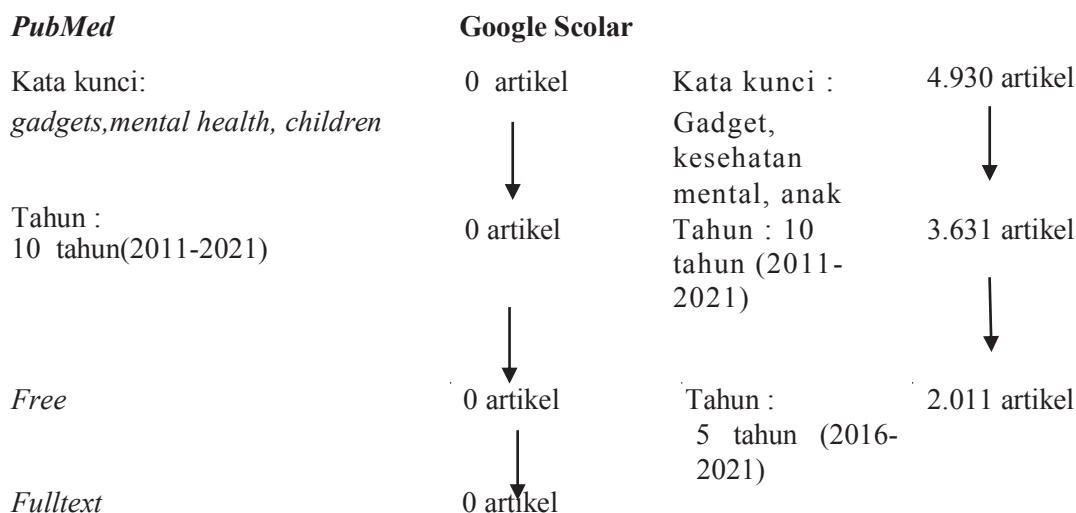 PubMed
Google Scolar
Kata kunci:
gadgets,mental health, children
0 artikel
Kata kunci :
Gadget,
kesehatan
mental, anak
4.930 artikel
Tahun :
10 tahun(2011-2021)
0 artikel
Tahun : 10
tahun (2011-
2021)
3.631 artikel
Free
0 artikel
Tahun :
5 tahun (2016-
2021)
2.011 artikel
Fulltext
0 artikel